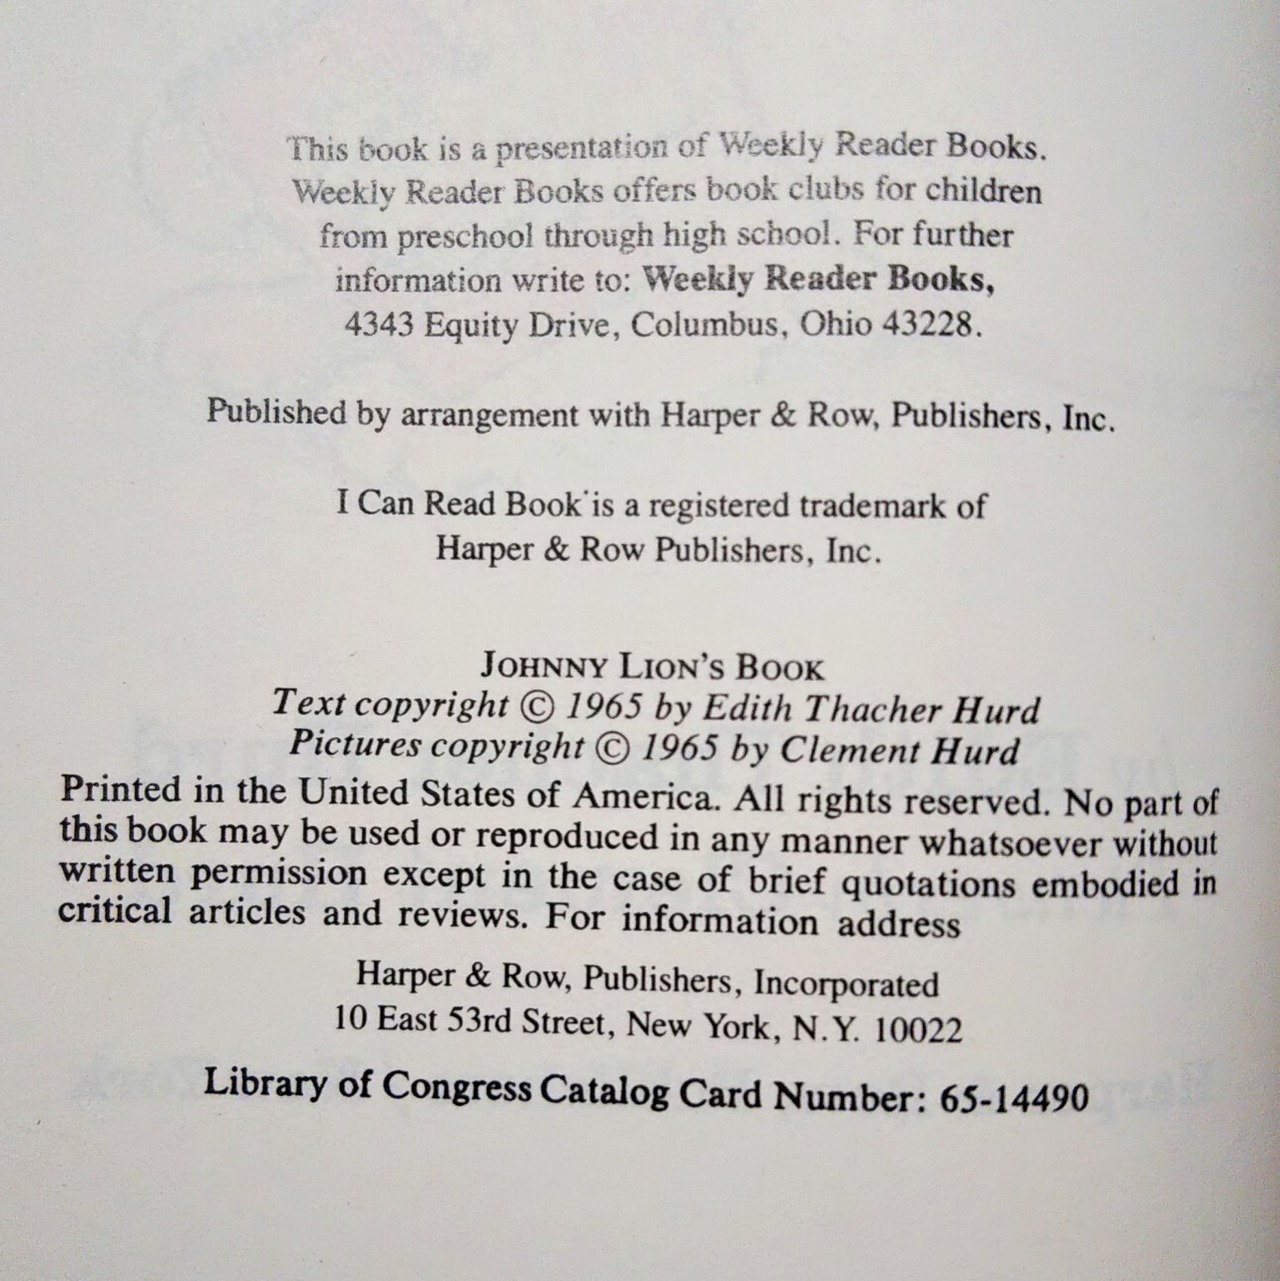 This book is a presentation of Weekly Reader Books.
Weekly Reader Books offers book clubs for children
from preschool through high school. For further
information write to: Weekly Reader Books,
4343 Equity Drive, Columbus, Ohio 43228.
Published by arrangement with Harper & Row, Publishers, Inc.
I Can Read Book is a registered trademark of
Harper & Row Publishers, Inc.
JOHNNY LION'S BOOK
Text copyright © 1965 by Edith Thacher Hurd
Pictures copyright © 1965 by Clement Hurd
Printed in the United States of America. All rights reserved. No part of
this book may be used or reproduced in any manner whatsoever without
written permission except in the case of brief quotations embodied in
critical articles and reviews. For information address
Harper & Row, Publishers, Incorporated
10 East 53rd Street, New York, N.Y. 10022
Library of Congress Catalog Card Number: 65-14490